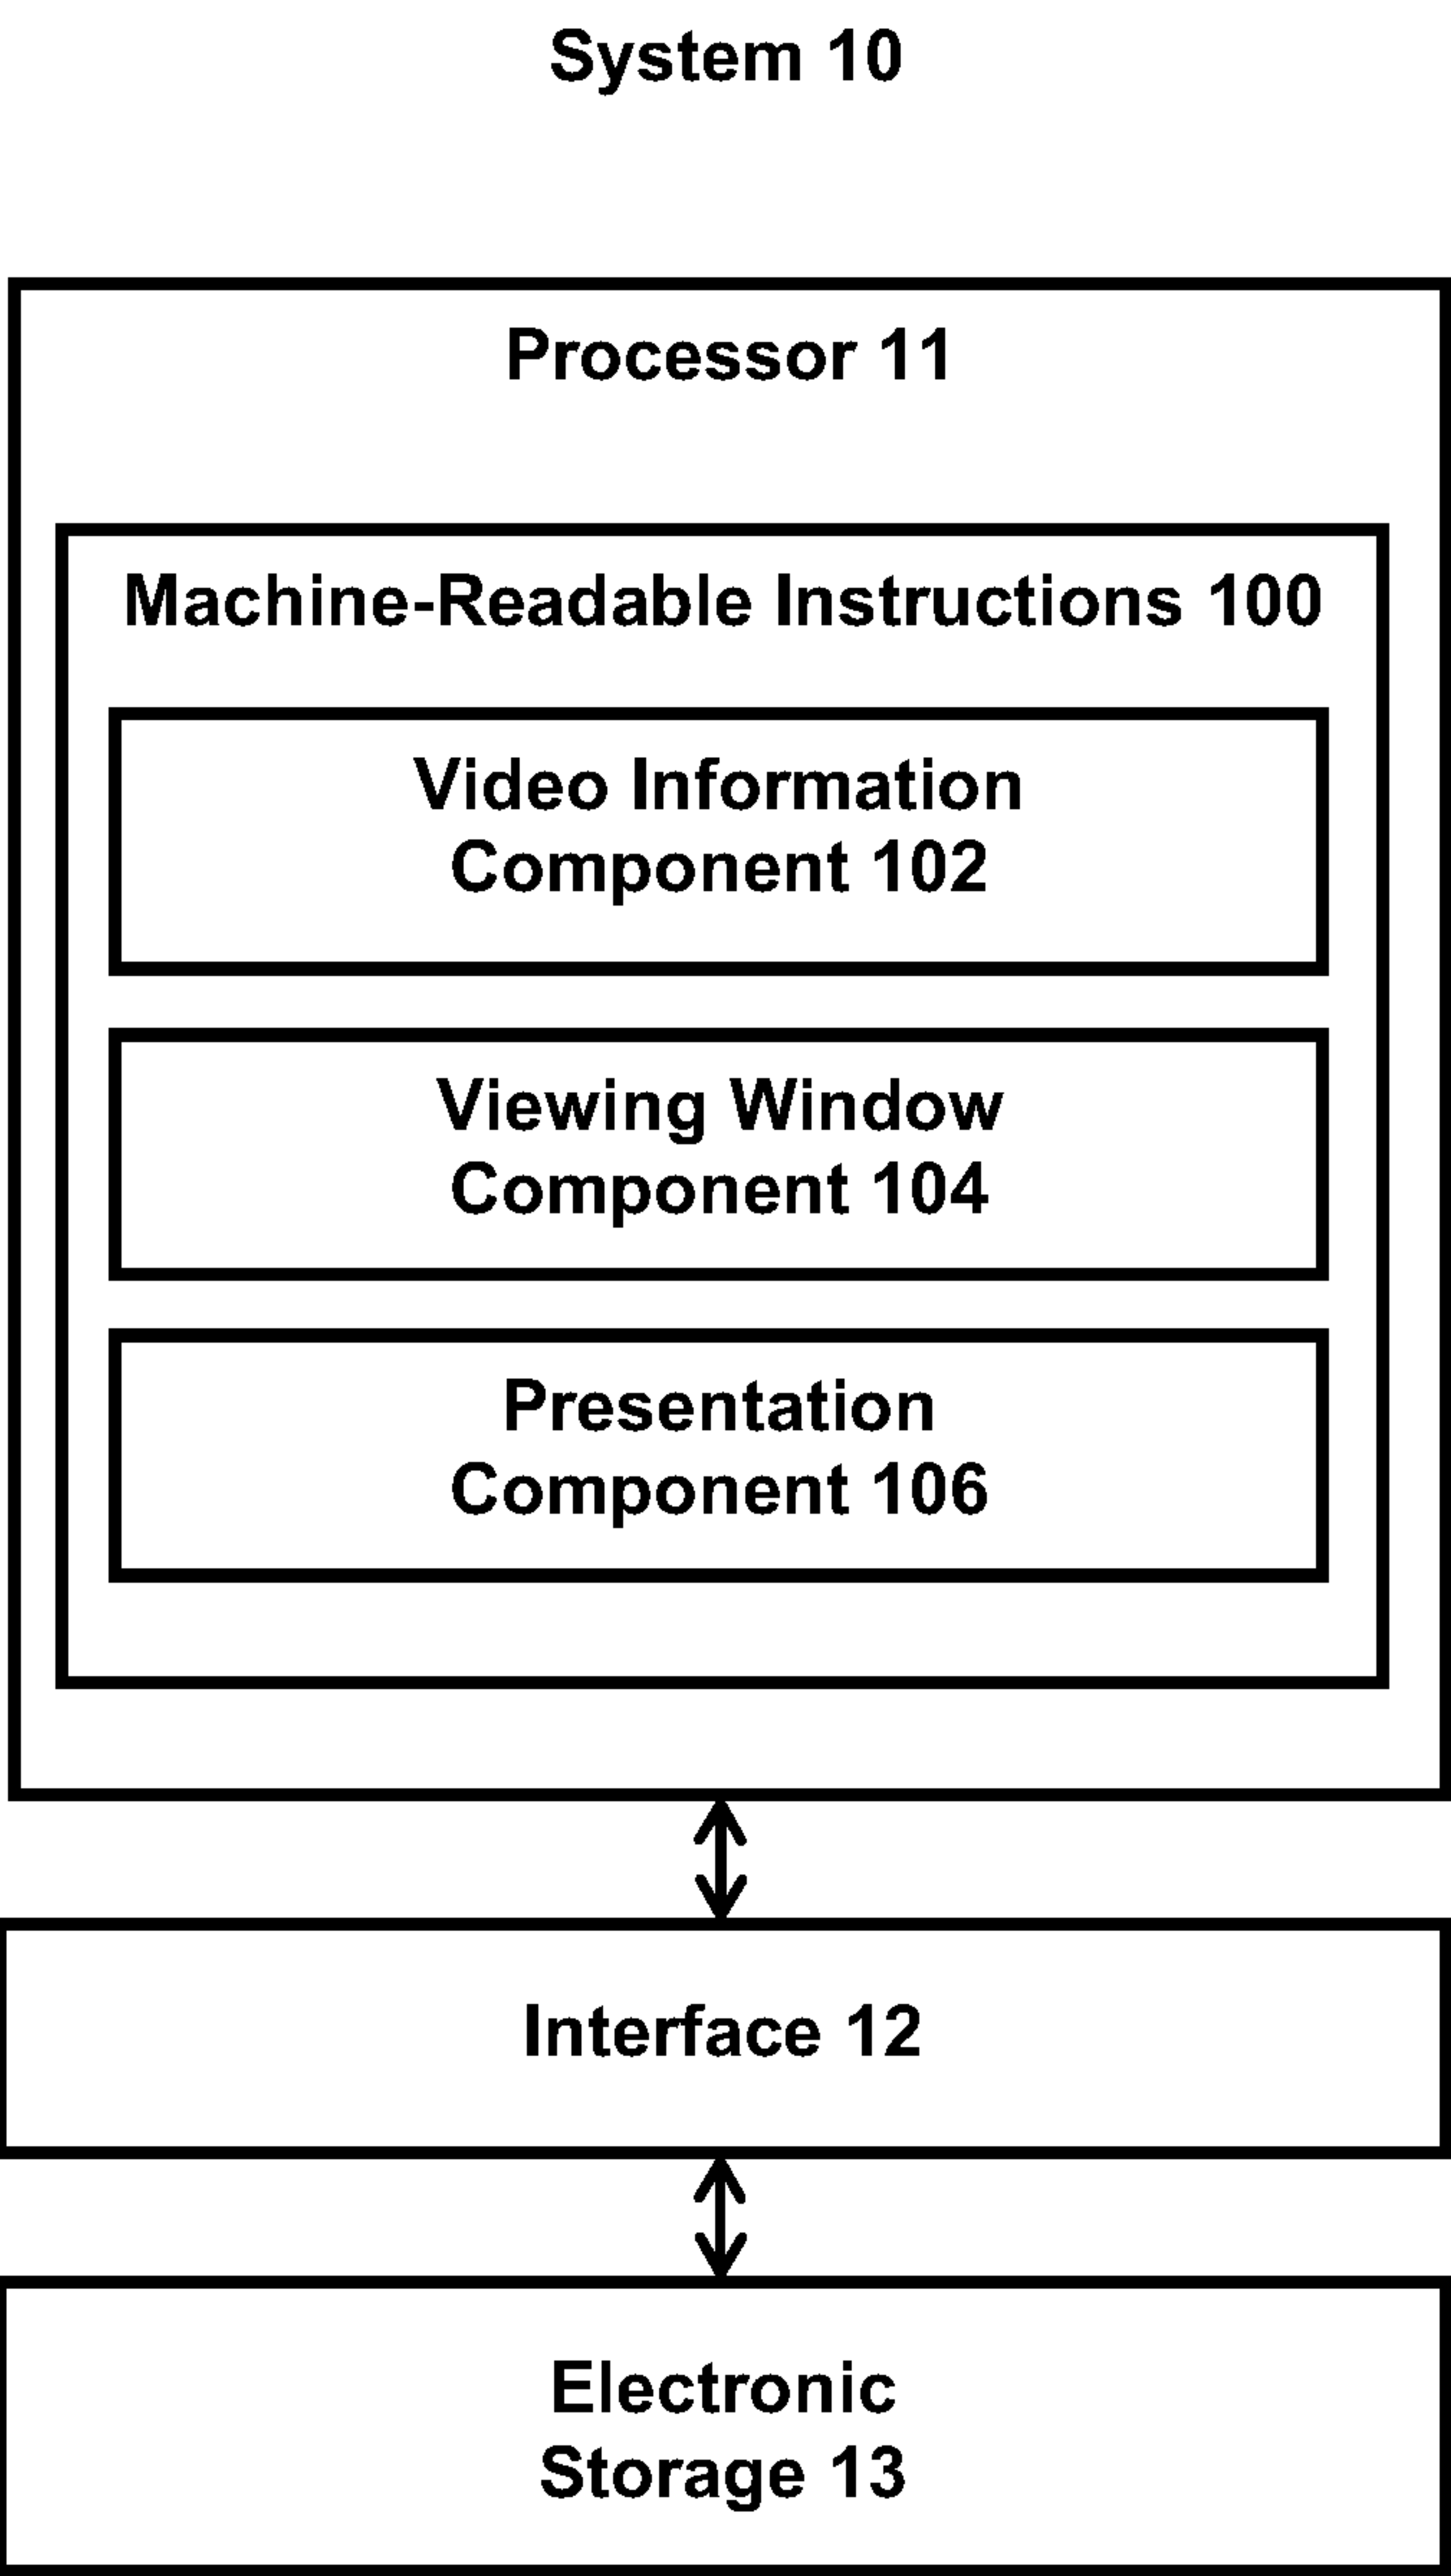 System 10
Processor 11
Machine-Readable Instructions 100
Video Information
Component 102
Viewing Window
Component 104
Presentation
Component 106
Interface 12
Electronic
Storage 13